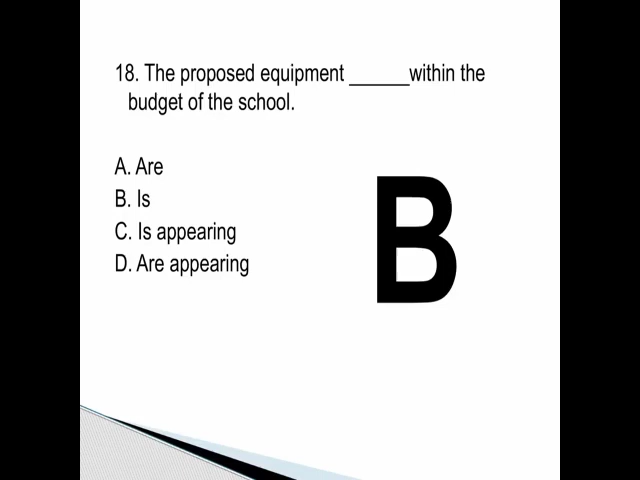 18. The proposed equipment ______within the
budget of the school.
A. Are
B. Is
C. Is appearing
D. Are appearing
B